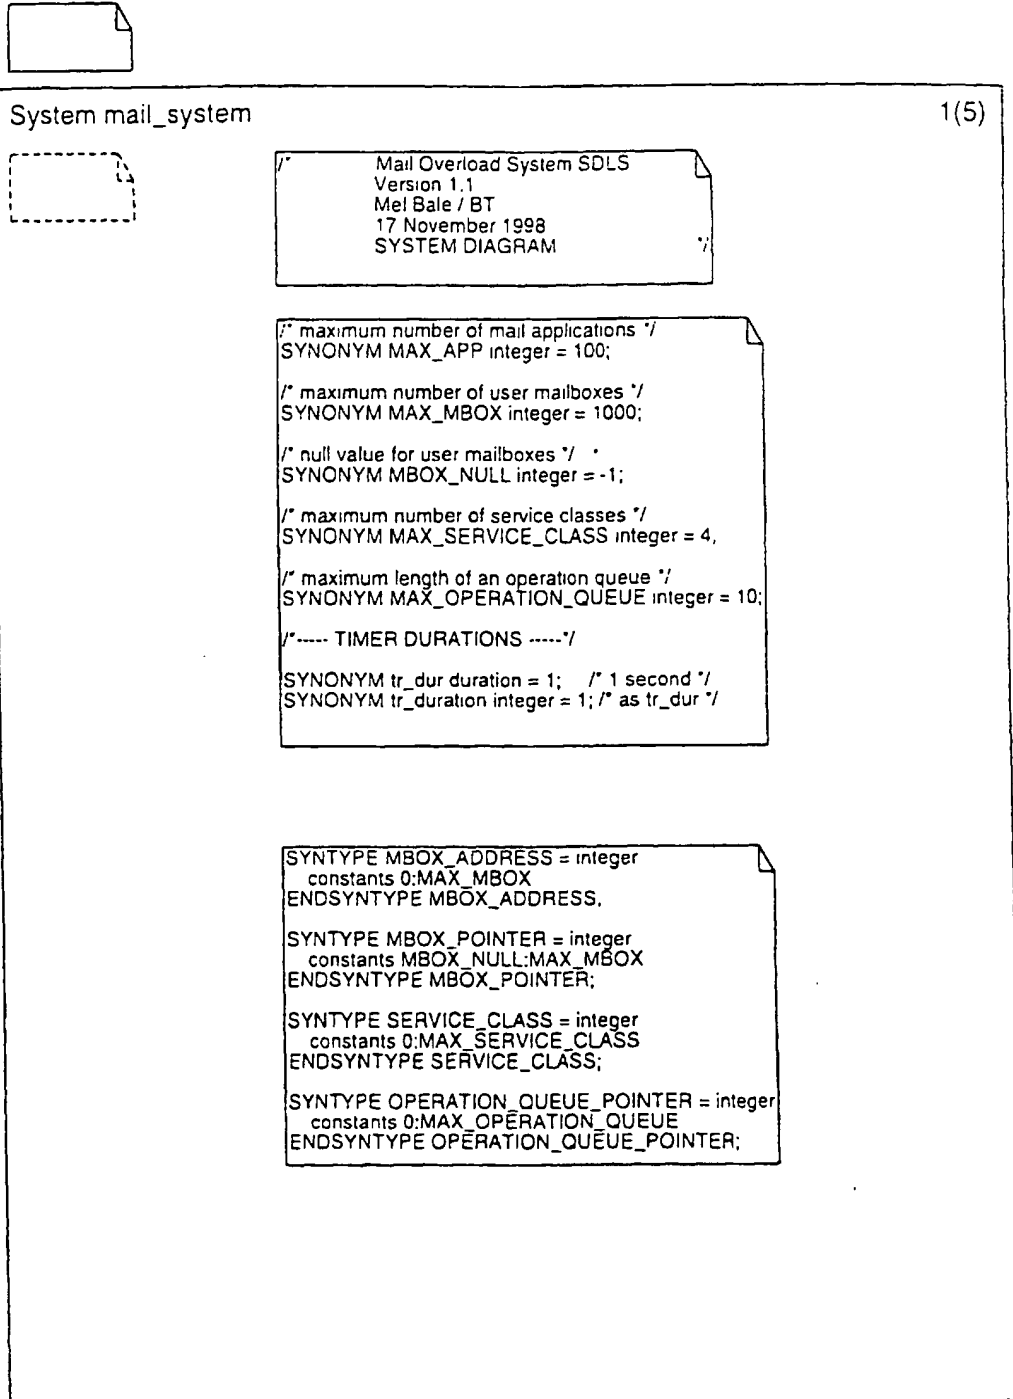 System mail_system
1(5)
/* Mail Overload System SDLS
Version 1.1
Mel Bale / BT
17 November 1998
SYSTEM DIAGRAM */
/* maximum number of mail applications */
SYNONYM MAX_APP integer = 100;
/* maximum number of user mailboxes */
SYNONYM MAX_MBOX integer = 1000;
/* null value for user mailboxes */
SYNONYM MBOX_NULL integer = -1;
/* maximum number of service classes */
SYNONYM MAX_SERVICE_CLASS integer = 4,
/* maximum length of an operation queue */
SYNONYM MAX_OPERATION_QUEUE integer = 10;
/*----- TIMER DURATIONS -----*/
SYNONYM tr_dur duration = 1; /* 1 second */
SYNONYM tr_duration integer = 1; /* as tr_dur */
SYNTYPE MBOX_ADDRESS = integer
constants 0:MAX_MBOX
ENDSYNTYPE MBOX_ADDRESS,
SYNTYPE MBOX_POINTER = integer
constants MBOX_NULL:MAX_MBOX
ENDSYNTYPE MBOX_POINTER;
SYNTYPE SERVICE_CLASS = integer
constants 0:MAX_SERVICE_CLASS
ENDSYNTYPE SERVICE_CLASS;
SYNTYPE OPERATION_QUEUE_POINTER = integer
constants 0:MAX_OPERATION_QUEUE
ENDSYNTYPE OPERATION_QUEUE_POINTER;